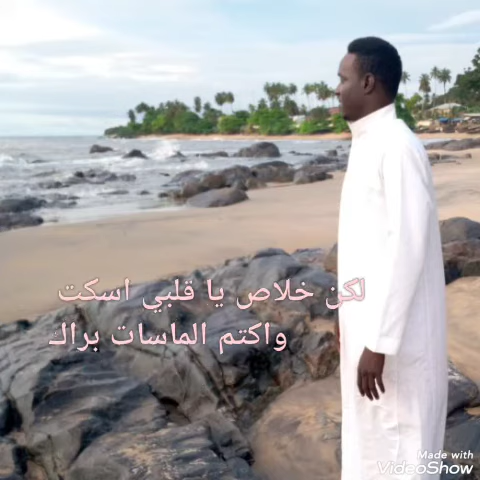 لكن خلاص يا قلبي اسكت
واكتم الماسات براك
Made with
VideoShow